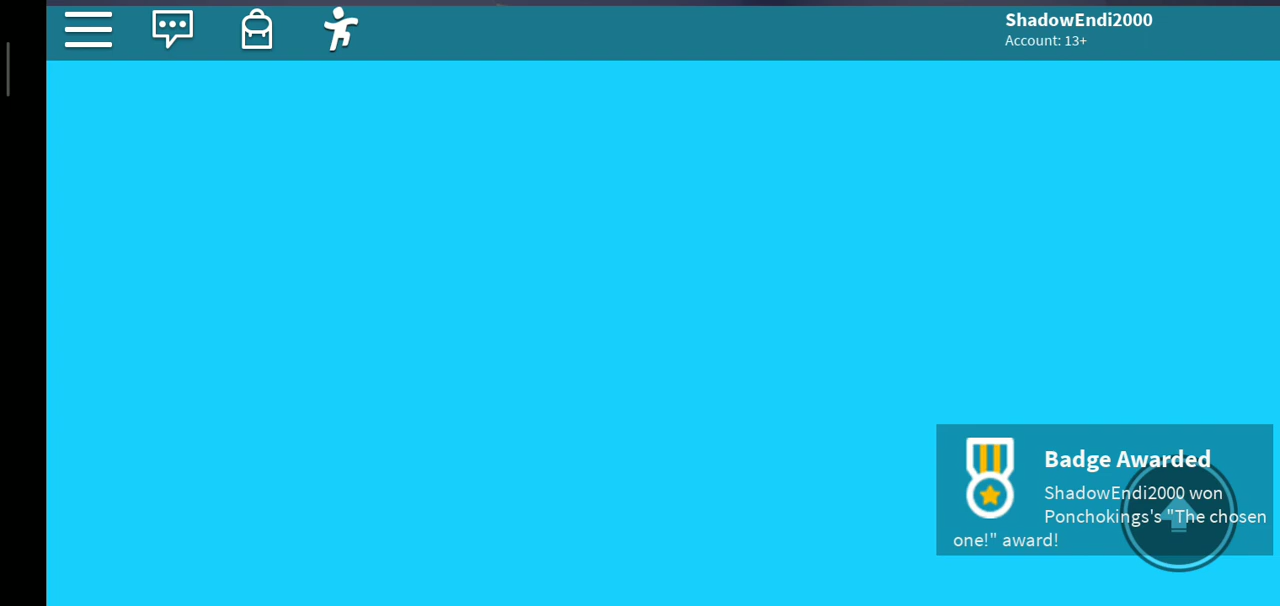 ShadowEndi2000
Account: 13+
Badge Awarded
ShadowEndi2000 won
Ponchokings's "The chosen
one!" award!